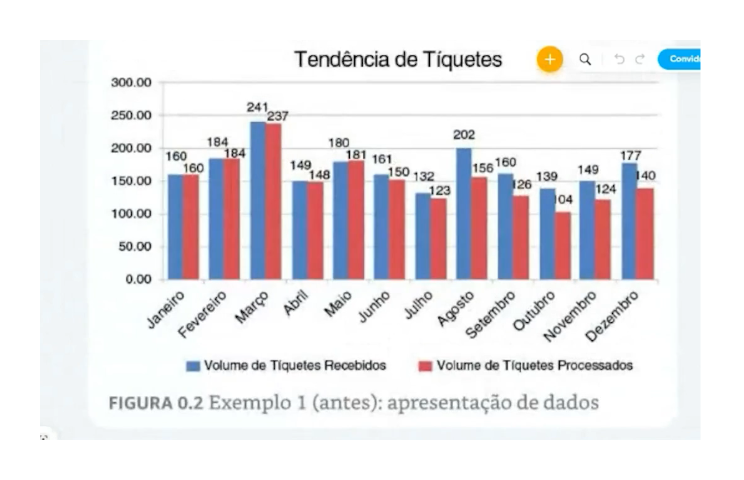 Tendência de Tíquetes
300.00
250.00
200.00
150.00
100.00
50.00
0.00
160 160
184 184
241 237
149 148
180 181
161 150
132 123
202 156
160 126
139 104
149 124
177 140
Janeiro
Fevereiro
Março
Abril
Maio
Junho
Julho
Agosto
Setembro
Outubro
Novembro
Dezembro
Volume de Tíquetes Recebidos
Volume de Tíquetes Processados
FIGURA 0.2 Exemplo 1 (antes): apresentação de dados